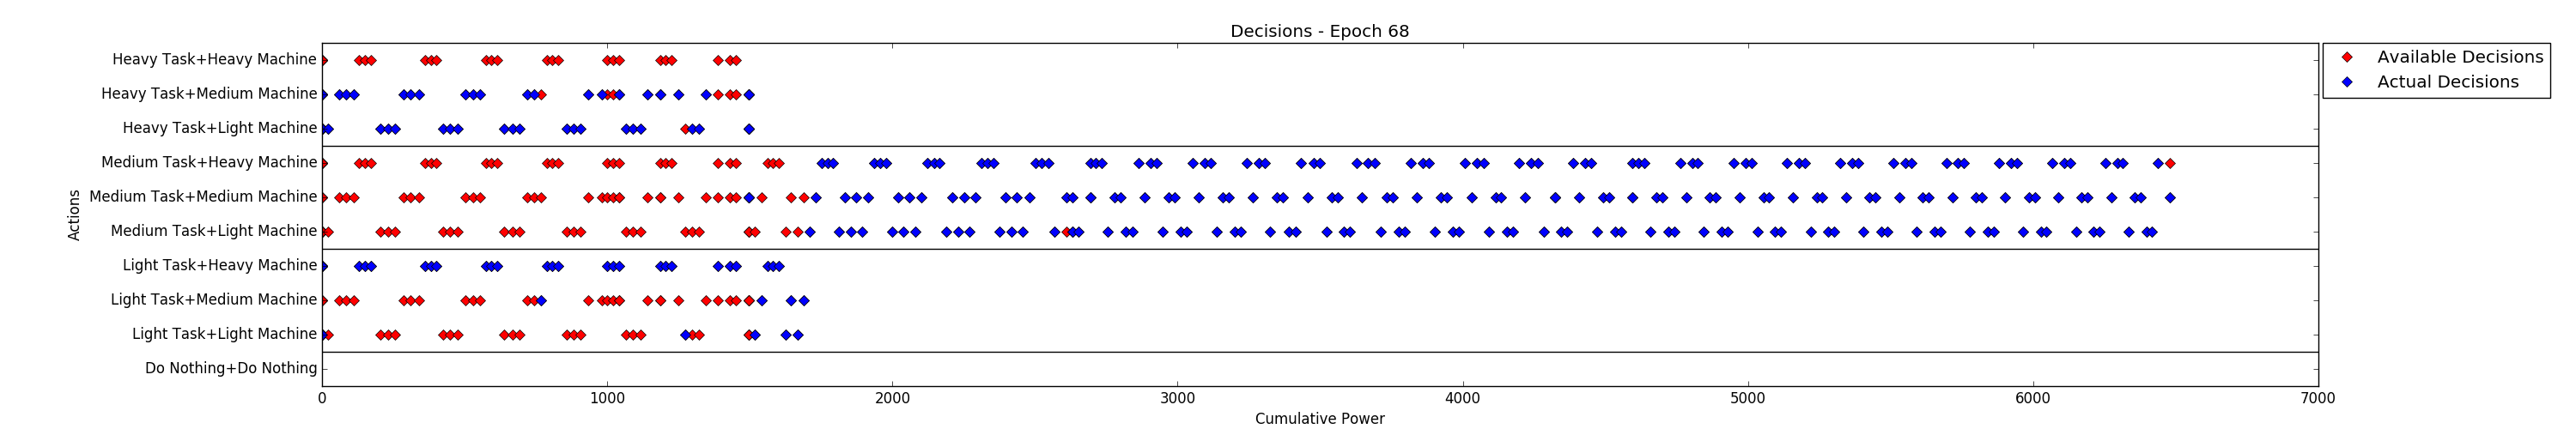 Decisions - Epoch 68
Heavy Task+Heavy Machine
Heavy Task+Medium Machine
Heavy Task+Light Machine
Medium Task+Heavy Machine
Medium Task+Medium Machine
Medium Task+Light Machine
Light Task+Heavy Machine
Light Task+Medium Machine
Light Task+Light Machine
Do Nothing+Do Nothing
Actions
0 1000 2000 3000 4000 5000 6000 7000
Cumulative Power
Available Decisions
Actual Decisions